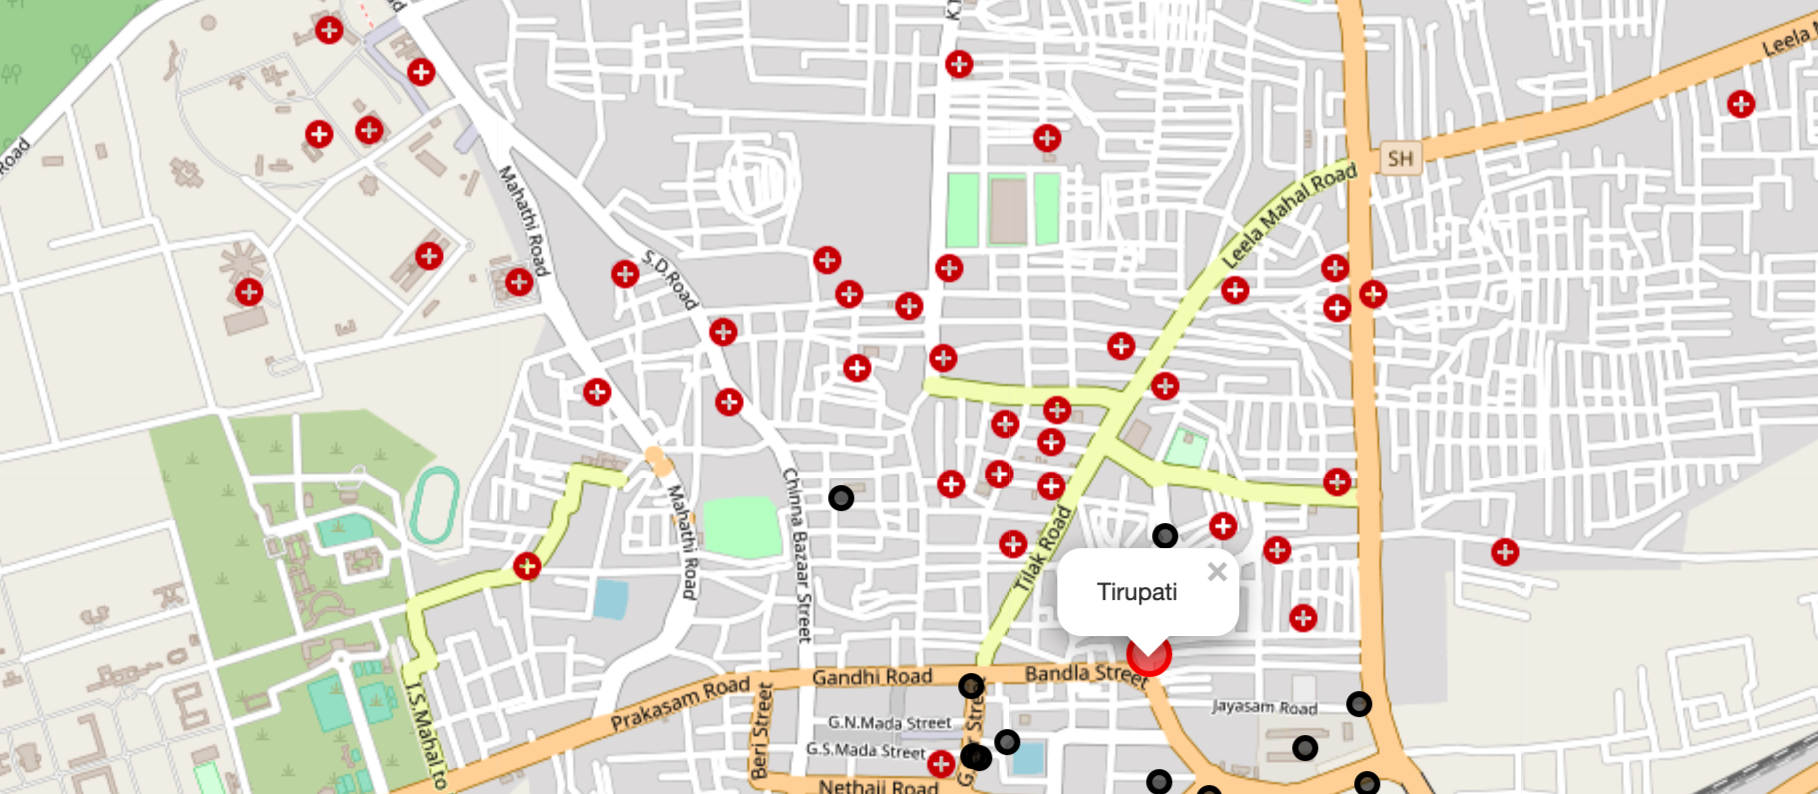 Road
Leela
SH
Mahathi Road
Leela Mahal Road
S.D.Road
Chinna Bazaar Street
Mahathi Road
Tilak Road
Tirupati
×
Gandhi Road
Bandla Street
Prakasam Road
Beri Street
G.N.Mada Street
Jayasam Road
G.S.Mada Street
I.S.Mahal to
Nethaji Road